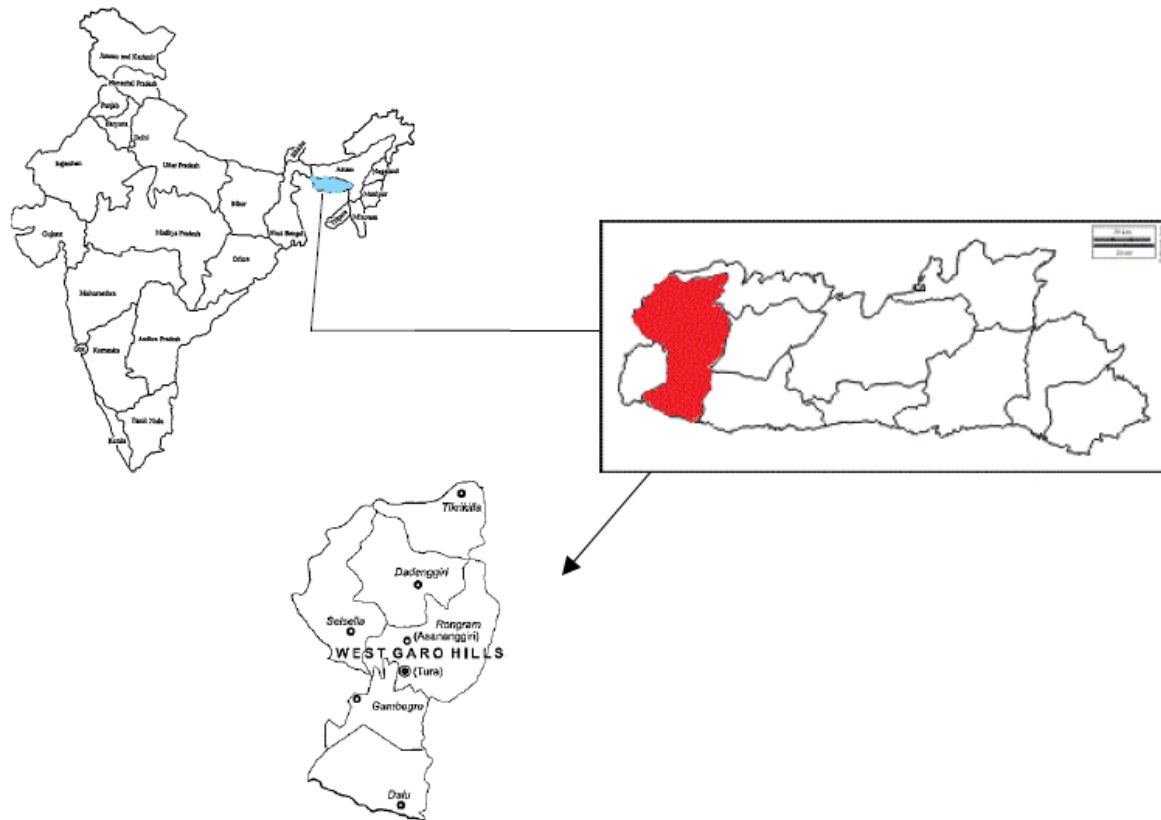 Jammu and Kashmir
Himachal Pradesh
Punjab
Haryana
Delhi
Rajasthan
Uttar Pradesh
Assam
Nagaland
Manipur
Bihar
Tripura
Mizoram
Gujarat
Madhya Pradesh
West Bengal
Orissa
Maharashtra
Andhra Pradesh
Goa
Karnataka
Tamil Nadu
Kerala
Tikrikilla
Dadenggiri
Selsella
Rongram
(Asananggiri)
WEST GARO HILLS
(Tura)
Gambegre
Dalu